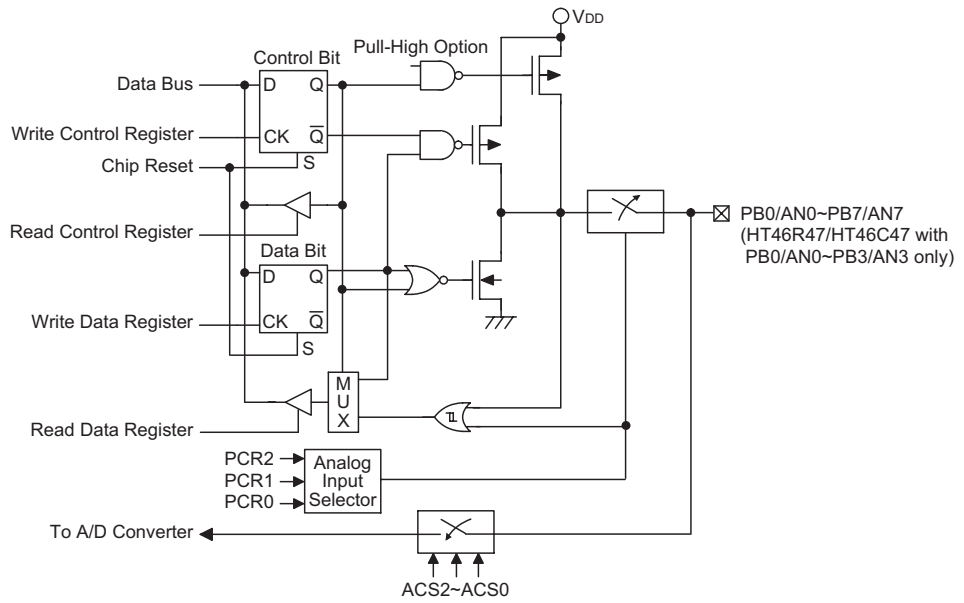 VDD
Pull-High Option
Control Bit
Data Bus
D
Q
Write Control Register
CK
Q̅
Chip Reset
S
Read Control Register
Data Bit
D
Q
Write Data Register
CK
Q̅
S
PB0/AN0~PB7/AN7
(HT46R47/HT46C47 with
PB0/AN0~PB3/AN3 only)
M
U
X
Read Data Register
PCR2
PCR1
PCR0
Analog
Input
Selector
To A/D Converter
ACS2~ACS0